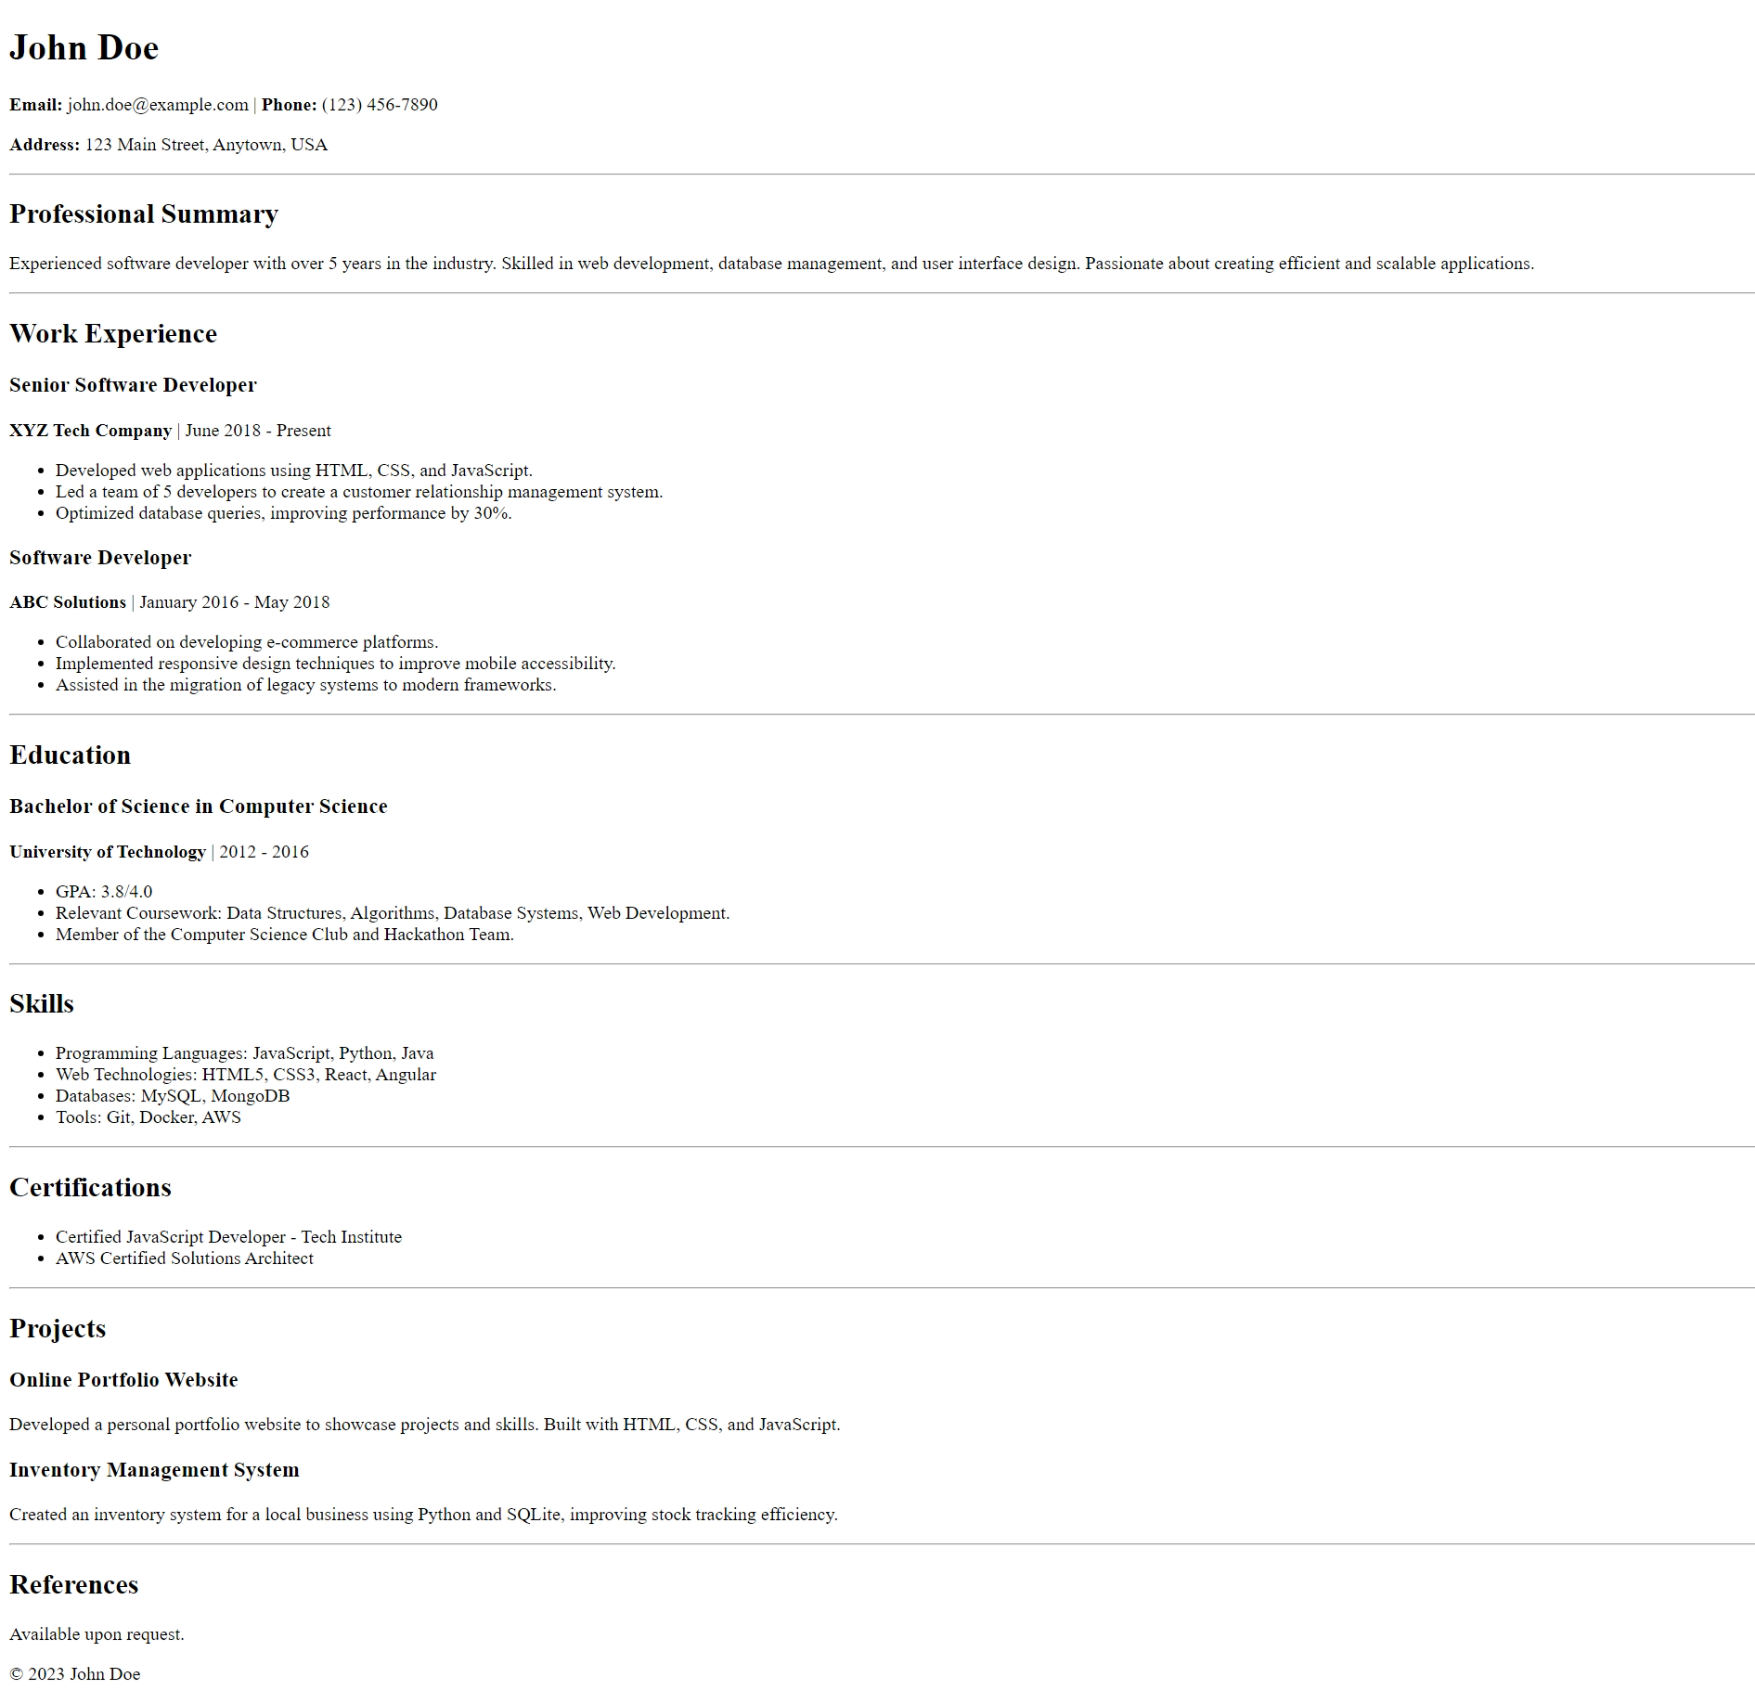 John Doe
Email: john.doe@example.com | Phone: (123) 456-7890
Address: 123 Main Street, Anytown, USA
Professional Summary
Experienced software developer with over 5 years in the industry. Skilled in web development, database management, and user interface design. Passionate about creating efficient and scalable applications.
Work Experience
Senior Software Developer
XYZ Tech Company | June 2018 - Present
• Developed web applications using HTML, CSS, and JavaScript.
• Led a team of 5 developers to create a customer relationship management system.
• Optimized database queries, improving performance by 30%.
Software Developer
ABC Solutions | January 2016 - May 2018
• Collaborated on developing e-commerce platforms.
• Implemented responsive design techniques to improve mobile accessibility.
• Assisted in the migration of legacy systems to modern frameworks.
Education
Bachelor of Science in Computer Science
University of Technology | 2012 - 2016
• GPA: 3.8/4.0
• Relevant Coursework: Data Structures, Algorithms, Database Systems, Web Development.
• Member of the Computer Science Club and Hackathon Team.
Skills
• Programming Languages: JavaScript, Python, Java
• Web Technologies: HTML5, CSS3, React, Angular
• Databases: MySQL, MongoDB
• Tools: Git, Docker, AWS
Certifications
• Certified JavaScript Developer - Tech Institute
• AWS Certified Solutions Architect
Projects
Online Portfolio Website
Developed a personal portfolio website to showcase projects and skills. Built with HTML, CSS, and JavaScript.
Inventory Management System
Created an inventory system for a local business using Python and SQLite, improving stock tracking efficiency.
References
Available upon request.
© 2023 John Doe